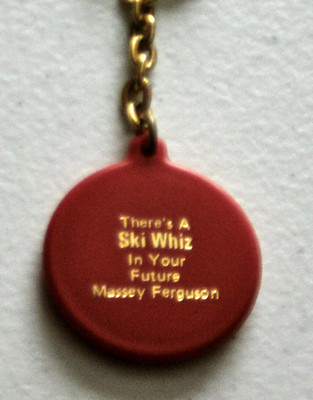 There's A
Ski Whiz
In Your
Future
Massey Ferguson